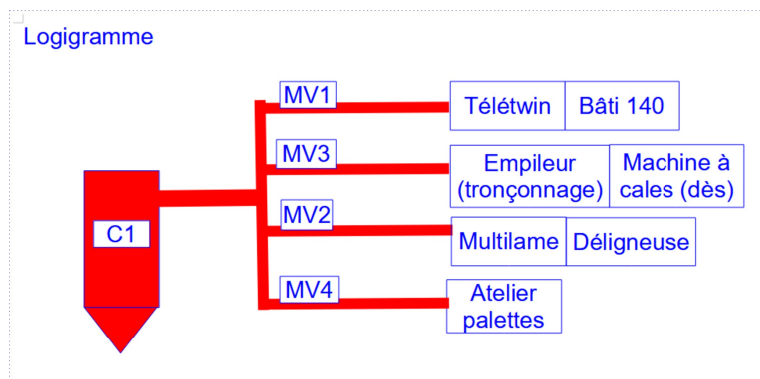 Logigramme
MV1
Télétwin
Bâti 140
MV3
Empileur
(tronçonnage)
Machine à
cales (dès)
C1
MV2
Multilame
Déligneuse
MV4
Atelier
palettes